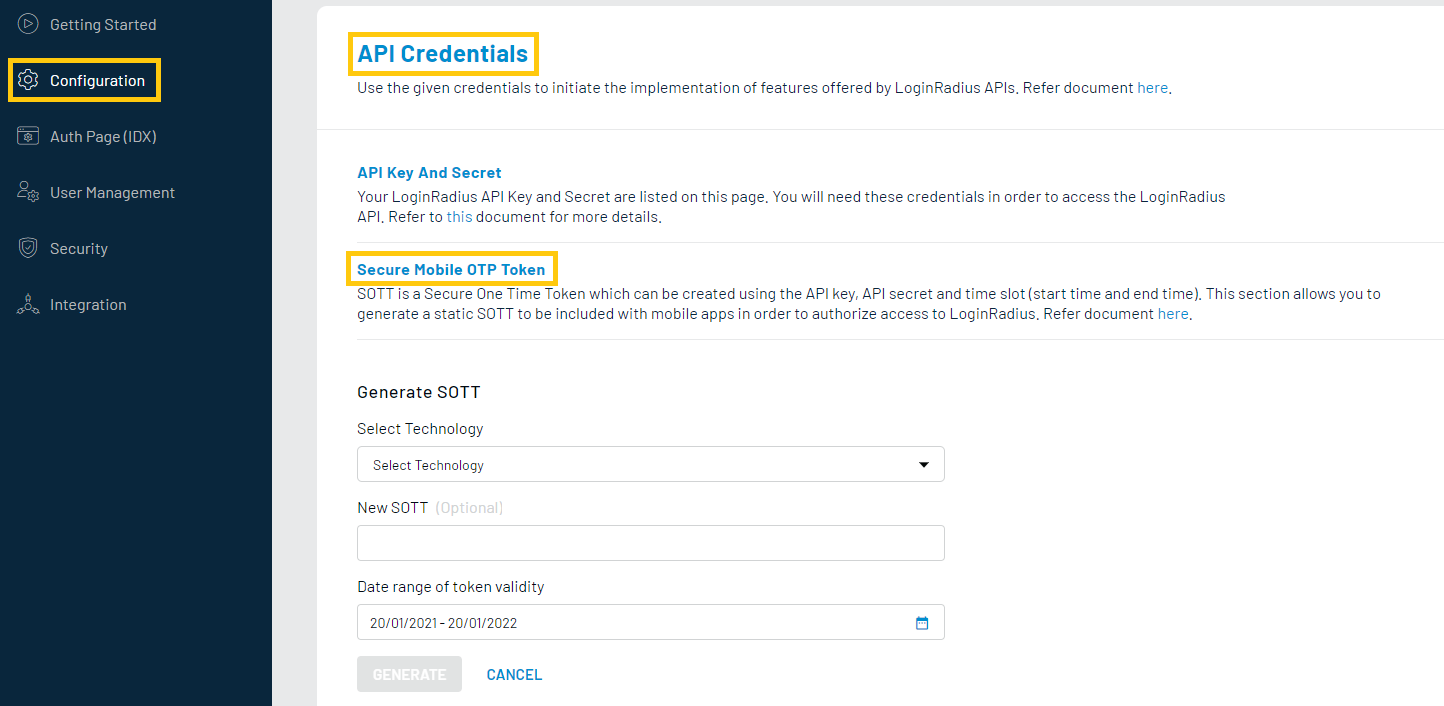 Getting Started
Configuration
Auth Page (IDX)
User Management
Security
Integration
API Credentials
Use the given credentials to initiate the implementation of features offered by LoginRadius APIs. Refer document here.
API Key And Secret
Your LoginRadius API Key and Secret are listed on this page. You will need these credentials in order to access the LoginRadius
API. Refer to this document for more details.
Secure Mobile OTP Token
SOTT is a Secure One Time Token which can be created using the API key, API secret and time slot (start time and end time). This section allows you to
generate a static SOTT to be included with mobile apps in order to authorize access to LoginRadius. Refer document here.
Generate SOTT
Select Technology
Select Technology
New SOTT (Optional)
Date range of token validity
20/01/2021 - 20/01/2022
GENERATE CANCEL